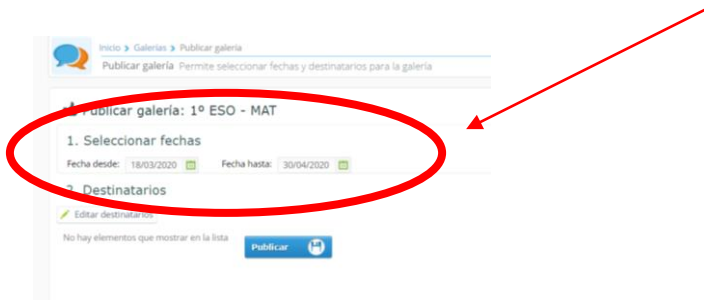 Inicio > Galerías > Publicar galería
Publicar galería Permite seleccionar fechas y destinatarios para la galería
Publicar galería: 1º ESO - MAT
1. Seleccionar fechas
Fecha desde: 18/03/2020 Fecha hasta: 30/04/2020
2. Destinatarios
Editar destinatarios
No hay elementos que mostrar en la lista
Publicar